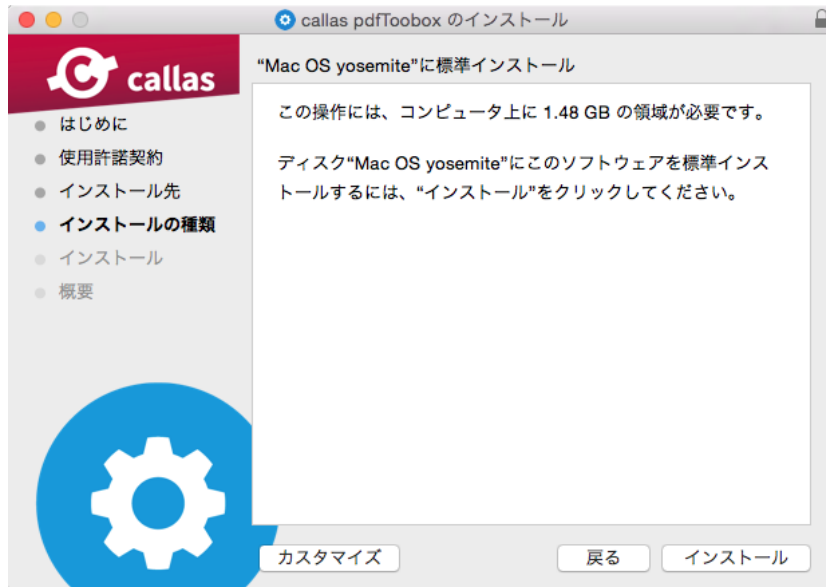 callas pdfToobox のインストール
callas
“Mac OS yosemite”に標準インストール
はじめに
使用許諾契約
インストール先
インストールの種類
インストール
概要
この操作には、コンピュータ上に 1.48 GB の領域が必要です。
ディスク“Mac OS yosemite”にこのソフトウェアを標準インス
トールするには、“インストール”をクリックしてください。
カスタマイズ
戻る
インストール